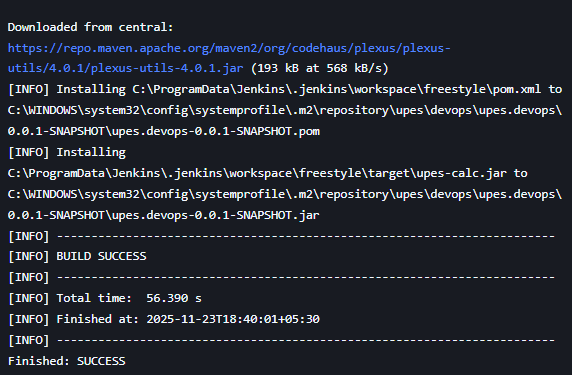 Downloaded from central:
https://repo.maven.apache.org/maven2/org/codehaus/plexus/plexus-
utils/4.0.1/plexus-utils-4.0.1.jar (193 kB at 568 kB/s)
[INFO] Installing C:\ProgramData\Jenkins\.jenkins\workspace\freestyle\pom.xml to
C:\WINDOWS\system32\config\systemprofile\.m2\repository\upes\devops\upes.devops\
0.0.1-SNAPSHOT\upes.devops-0.0.1-SNAPSHOT.pom
[INFO] Installing
C:\ProgramData\Jenkins\.jenkins\workspace\freestyle\target\upes-calc.jar to
C:\WINDOWS\system32\config\systemprofile\.m2\repository\upes\devops\upes.devops\
0.0.1-SNAPSHOT\upes.devops-0.0.1-SNAPSHOT.jar
[INFO] ------------------------------------------------------------------------
[INFO] BUILD SUCCESS
[INFO] ------------------------------------------------------------------------
[INFO] Total time:  56.390 s
[INFO] Finished at: 2025-11-23T18:40:01+05:30
[INFO] ------------------------------------------------------------------------
Finished: SUCCESS